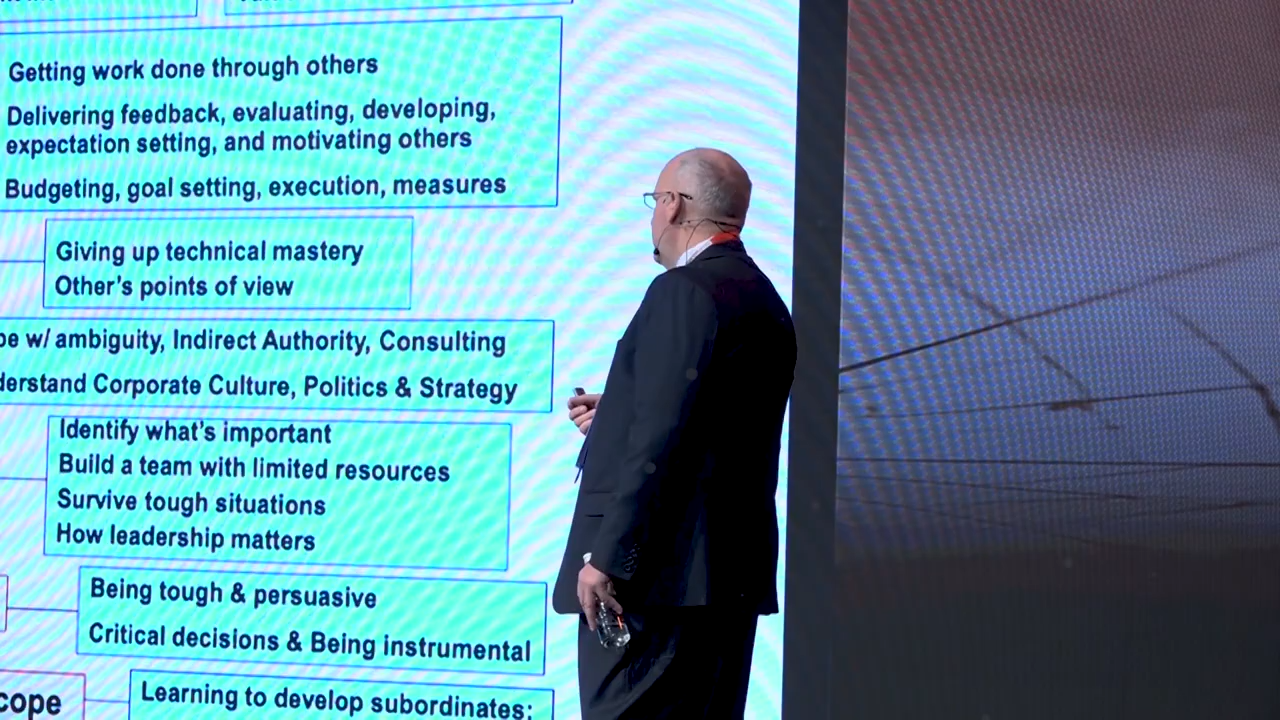 Getting work done through others
Delivering feedback, evaluating, developing,
expectation setting, and motivating others
Budgeting, goal setting, execution, measures
Giving up technical mastery
Other's points of view
w/ ambiguity, Indirect Authority, Consulting
Corporate Culture, Politics & Strategy
Identify what's important
Build a team with limited resources
Survive tough situations
How leadership matters
Being tough & persuasive
Critical decisions & Being instrumental
Learning to develop subordinates: